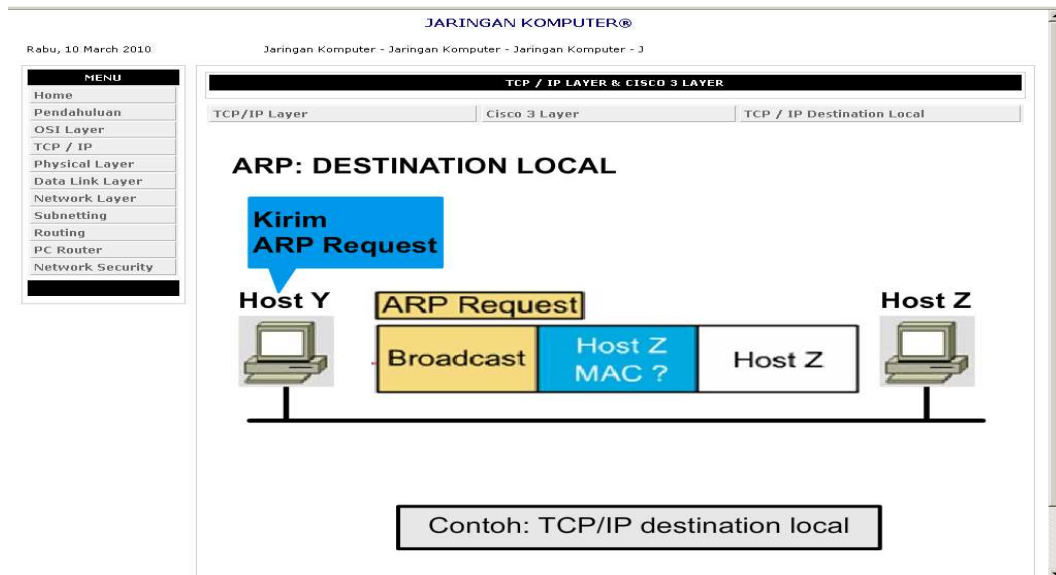 JARINGAN KOMPUTER®
Rabu, 10 March 2010
Jaringan Komputer - Jaringan Komputer - Jaringan Komputer - J
MENU
Home
Pendahuluan
OSI Layer
TCP / IP
Physical Layer
Data Link Layer
Network Layer
Subnetting
Routing
PC Router
Network Security
TCP / IP LAYER & CISCO 3 LAYER
TCP/IP Layer
Cisco 3 Layer
TCP / IP Destination Local
ARP: DESTINATION LOCAL
Kirim
ARP Request
Host Y
ARP Request
Host Z
Broadcast
Host Z
MAC ?
Host Z
Contoh: TCP/IP destination local